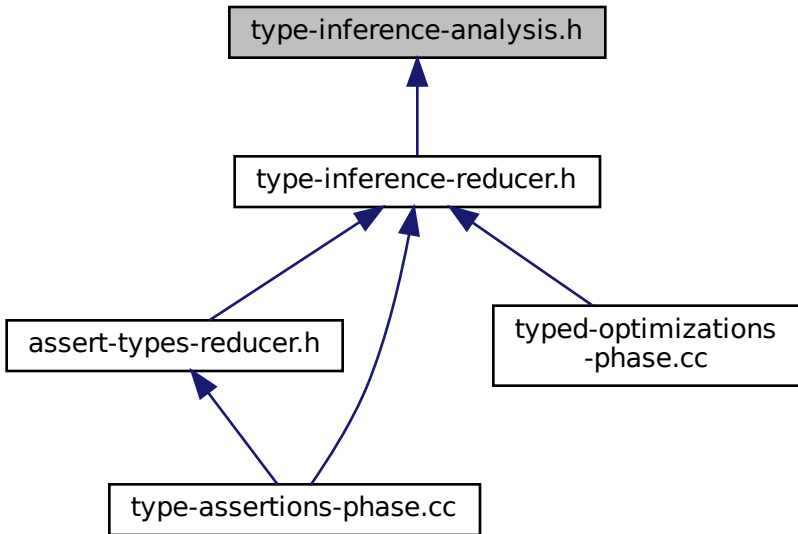 type-inference-analysis.h
type-inference-reducer.h
assert-types-reducer.h
typed-optimizations
-phase.cc
type-assertions-phase.cc